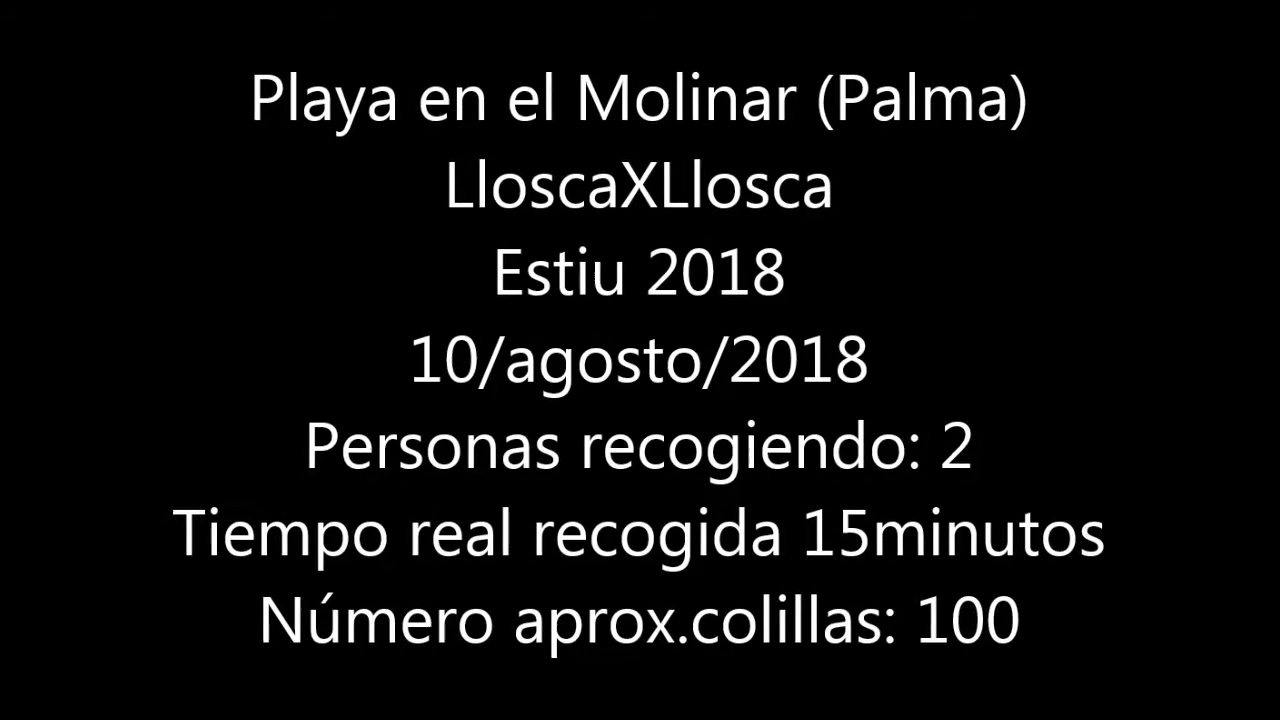 Playa en el Molinar (Palma)
LloscaXLlosca
Estiu 2018
10/agosto/2018
Personas recogiendo: 2
Tiempo real recogida 15minutos
Número aprox.colillas: 100